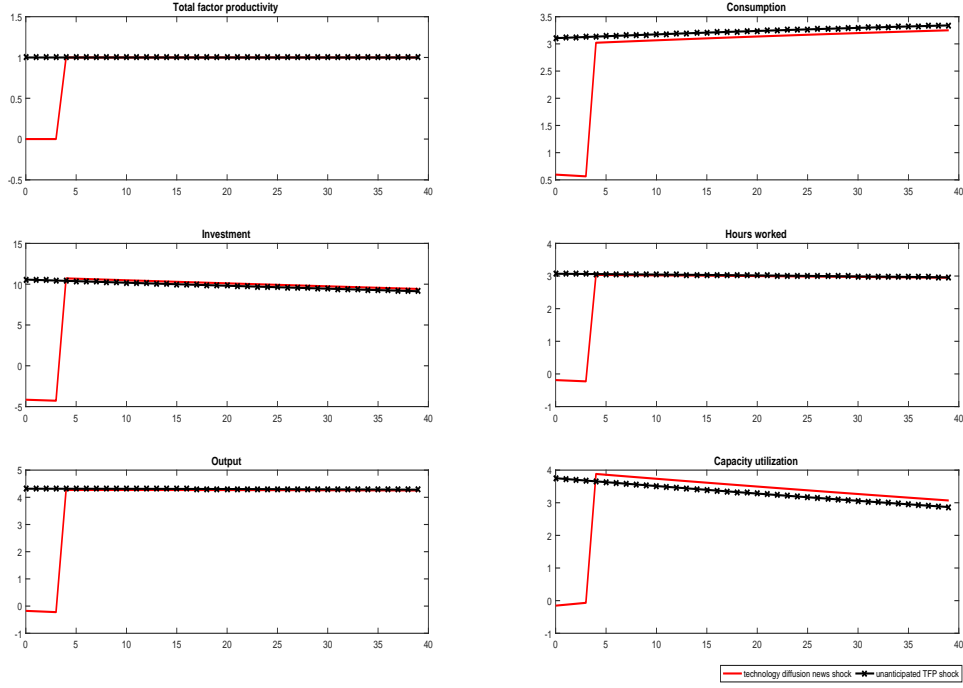 Total factor productivity
1.5
1
0.5
0
-0.5
0 5 10 15 20 25 30 35 40
Consumption
3.5
3
2.5
2
1.5
1
0.5
0 5 10 15 20 25 30 35 40
Investment
15
10
5
0
-5
0 5 10 15 20 25 30 35 40
Hours worked
4
3
2
1
0
-1
0 5 10 15 20 25 30 35 40
Output
5
4
3
2
1
0
-1
0 5 10 15 20 25 30 35 40
Capacity utilization
4
3
2
1
0
-1
0 5 10 15 20 25 30 35 40
technology diffusion news shock unanticipated TFP shock